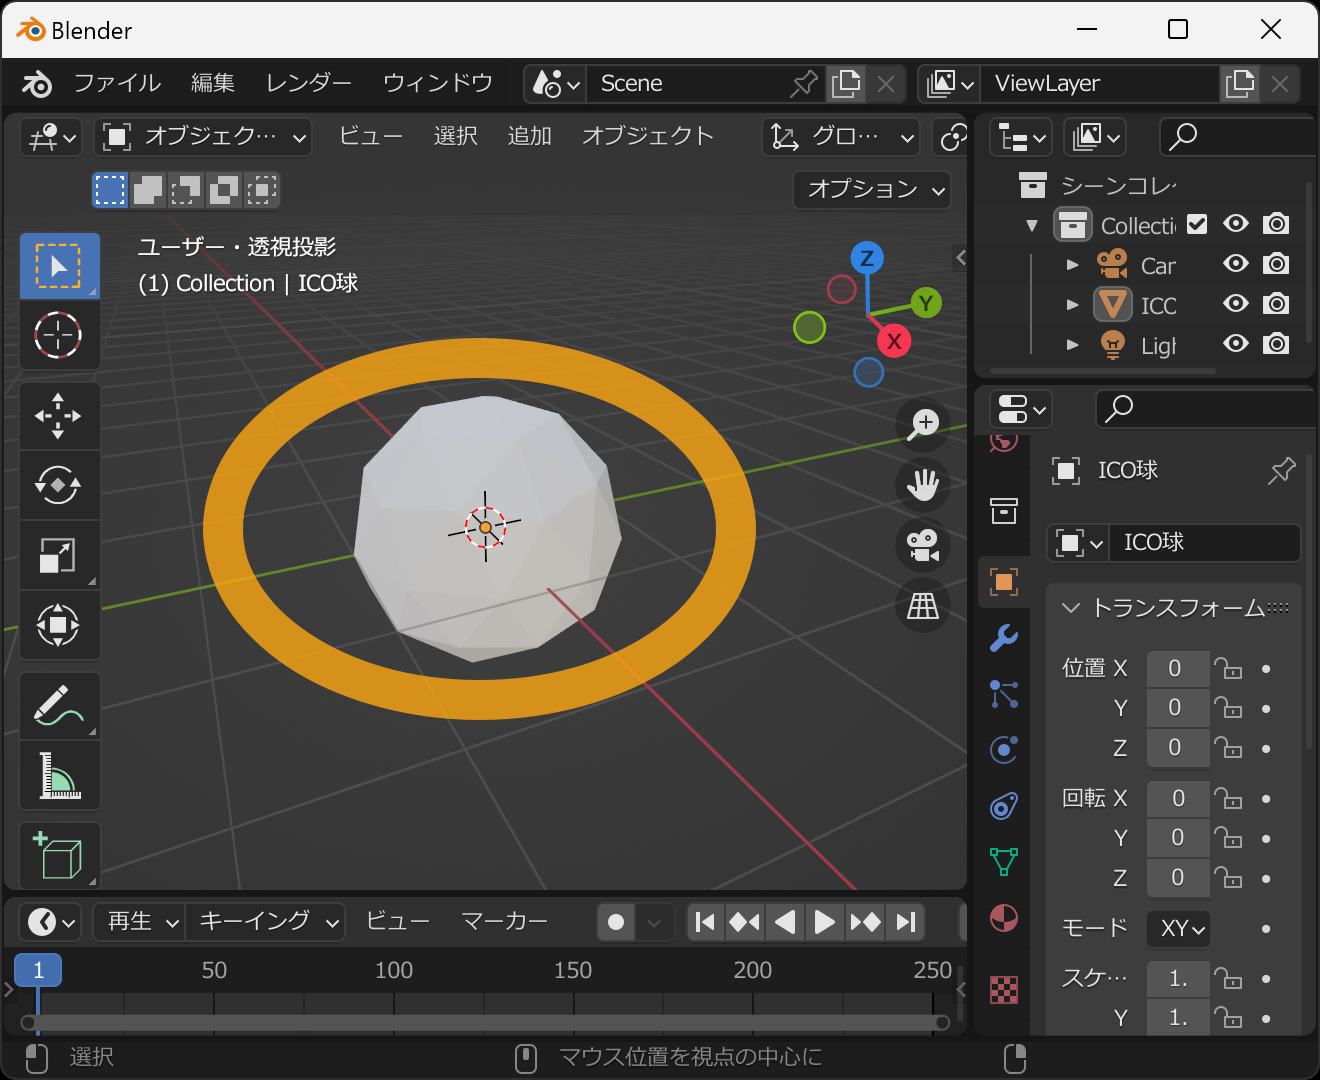 Blender
ファイル 編集 レンダー ウィンドウ Scene ViewLayer
オブジェク… ビュー 選択 追加 オブジェクト グロ…
オプション
ユーザー・透視投影
(1) Collection | ICO球
Z
Y
X
シーンコレ
Collecti
Car
ICO
Ligh
ICO球
ICO球
トランスフォーム
位置 X 0
Y 0
Z 0
回転 X 0
Y 0
Z 0
モード XY
スケ… 1.
Y 1.
再生 キーイング ビュー マーカー
1 50 100 150 200 250
選択 マウス位置を視点の中心に